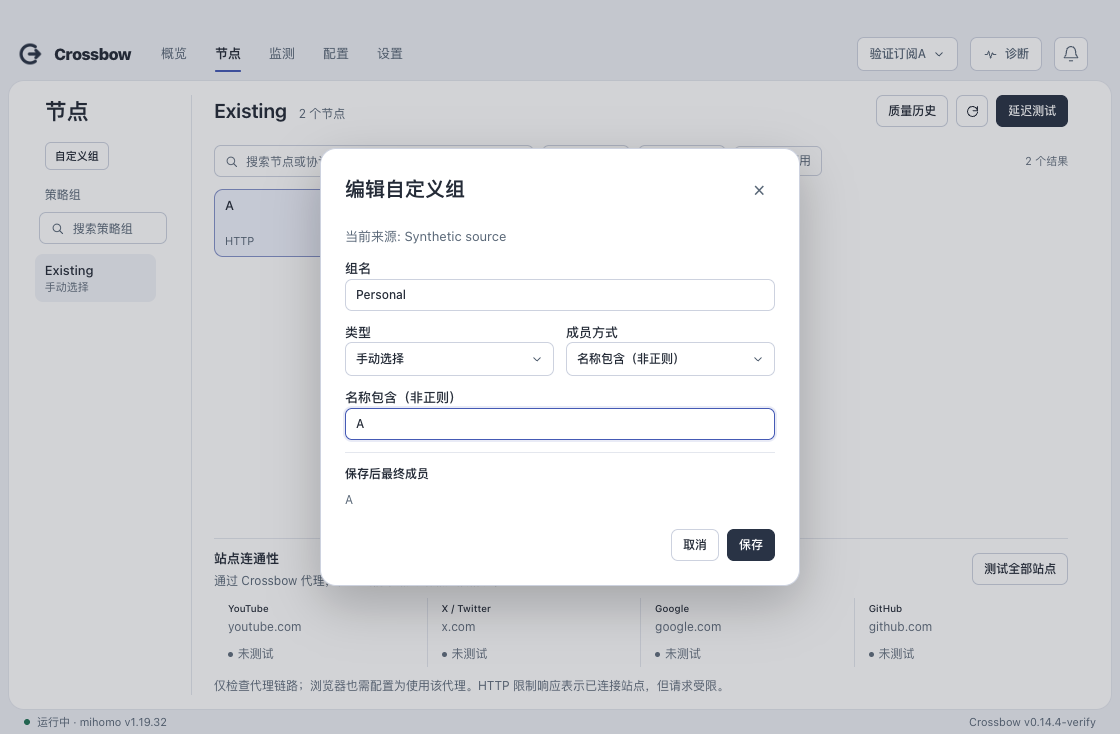 Crossbow 概览 节点 监测 配置 设置 验证订阅A 诊断
节点
自定义组
策略组
搜索策略组
Existing
手动选择
Existing 2 个节点 质量历史 延迟测试
搜索节点或协 用 2 个结果
A
HTTP
编辑自定义组
当前来源: Synthetic source
组名
Personal
类型 成员方式
手动选择 名称包含（非正则）
名称包含（非正则）
A
保存后最终成员
A
取消 保存
站点连通性
通过 Crossbow 代理,
测试全部站点
YouTube X / Twitter Google GitHub
youtube.com x.com google.com github.com
未测试 未测试 未测试 未测试
仅检查代理链路；浏览器也需配置为使用该代理。HTTP 限制响应表示已连接站点，但请求受限。
运行中 · mihomo v1.19.32 Crossbow v0.14.4-verify